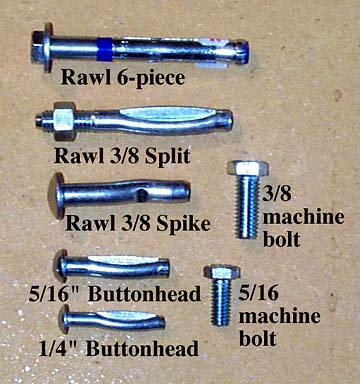 Rawl 6-piece
Rawl 3/8 Split
Rawl 3/8 Spike
3/8
machine
bolt
5/16" Buttonhead
5/16
machine
bolt
1/4" Buttonhead